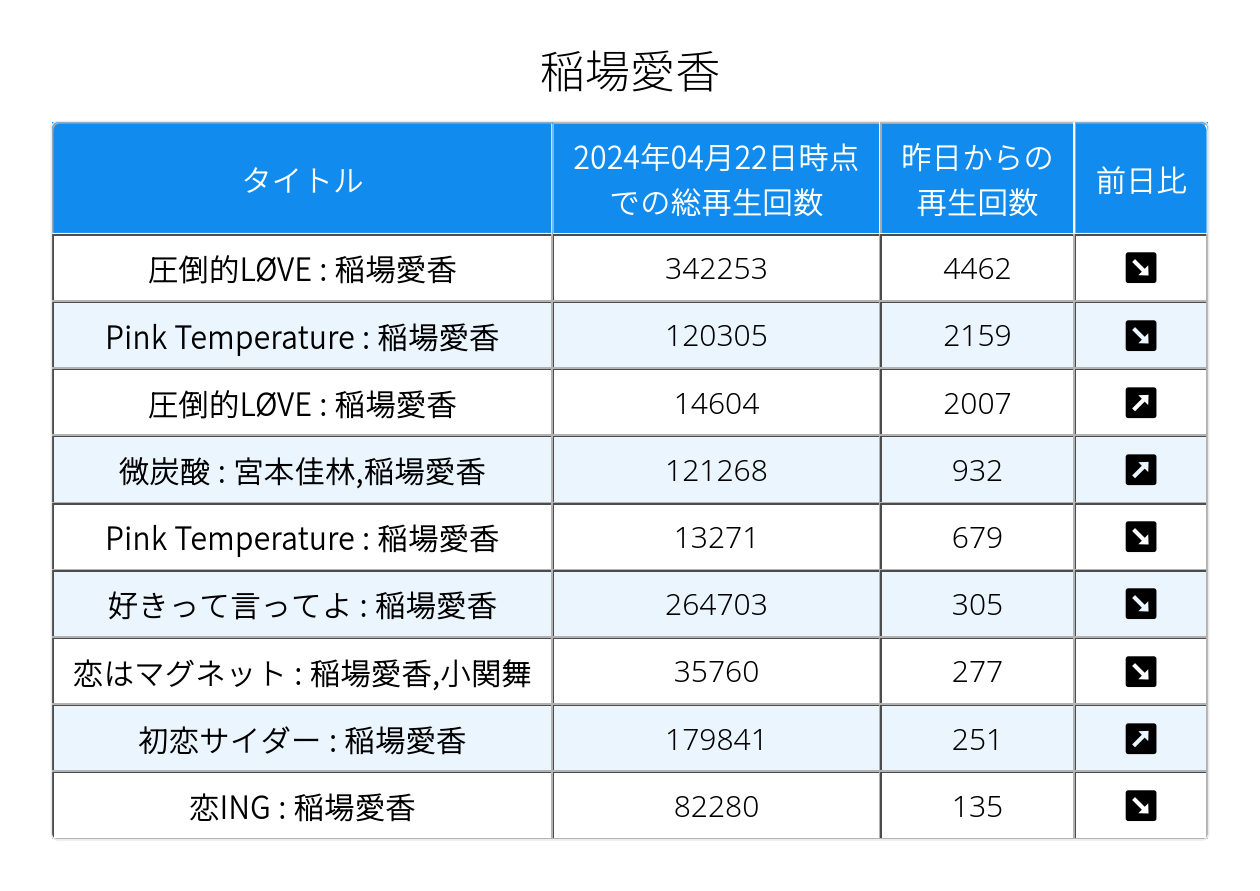 稲場愛香
タイトル
2024年04月22日時点
での総再生回数
昨日からの
再生回数
前日比
圧倒的LØVE : 稲場愛香 342253 4462 ↘
Pink Temperature : 稲場愛香 120305 2159 ↘
圧倒的LØVE : 稲場愛香 14604 2007 ↗
微炭酸 : 宮本佳林,稲場愛香 121268 932 ↗
Pink Temperature : 稲場愛香 13271 679 ↘
好きって言ってよ : 稲場愛香 264703 305 ↘
恋はマグネット : 稲場愛香,小関舞 35760 277 ↘
初恋サイダー : 稲場愛香 179841 251 ↗
恋ING : 稲場愛香 82280 135 ↘